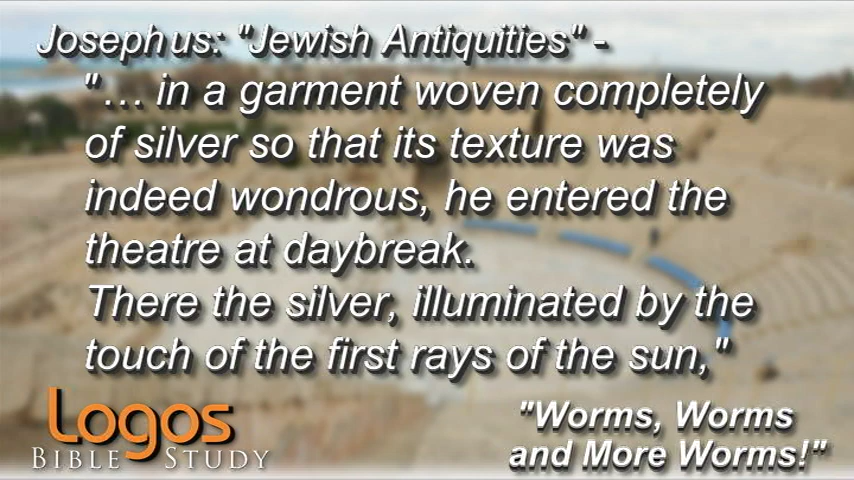 Josephus: "Jewish Antiquities" -
"... in a garment woven completely
of silver so that its texture was
indeed wondrous, he entered the
theatre at daybreak.
There the silver, illuminated by the
touch of the first rays of the sun,"
Logos
BIBLE STUDY
"Worms, Worms
and More Worms!"